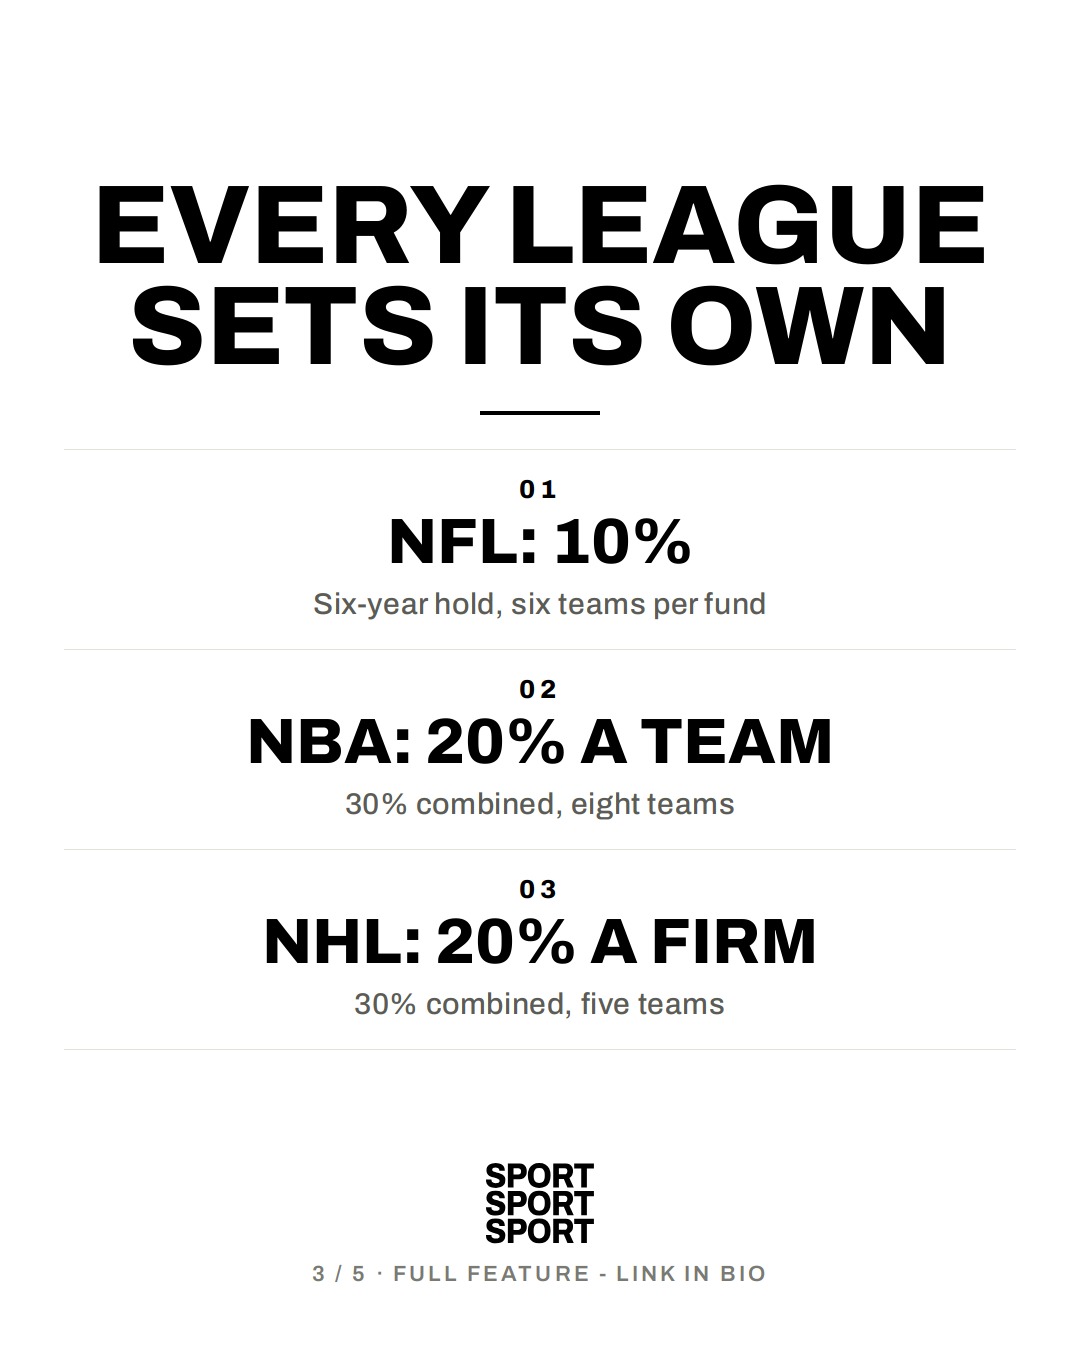 EVERY LEAGUE
SETS ITS OWN
01
NFL: 10%
Six-year hold, six teams per fund
02
NBA: 20% A TEAM
30% combined, eight teams
03
NHL: 20% A FIRM
30% combined, five teams
SPORT
SPORT
SPORT
3 / 5 · FULL FEATURE - LINK IN BIO